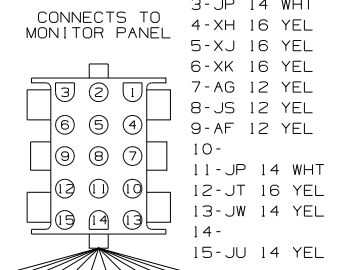 CONNECTS TO
MONITOR PANEL
3-JP 14 WHT
4-XH 16 YEL
5-XJ 16 YEL
6-XK 16 YEL
7-AG 12 YEL
8-JS 12 YEL
9-AF 12 YEL
10-
11-JP 14 WHT
12-JT 16 YEL
13-JW 14 YEL
14-
15-JU 14 YEL
3 2 1
6 5 4
9 8 7
12 11 10
15 14 13